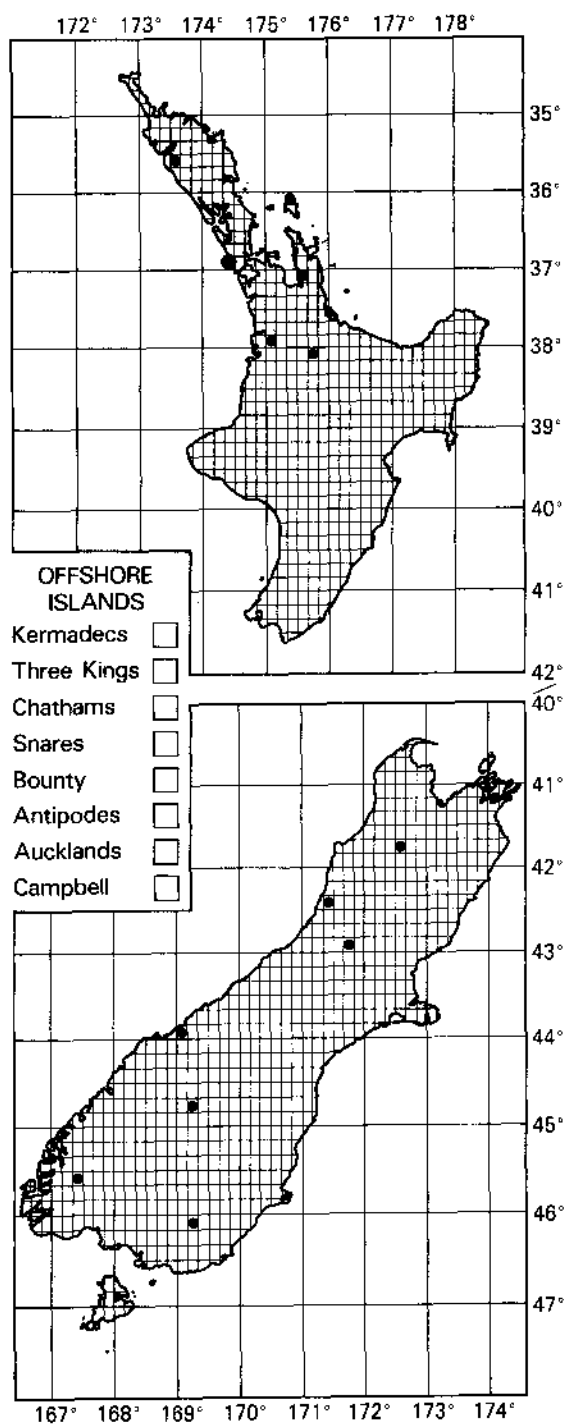 172° 173° 174° 175° 176° 177° 178°
35°
36°
37°
38°
39°
40°
41°
42°
OFFSHORE
ISLANDS
Kermadecs
Three Kings
Chathams
Snares
Bounty
Antipodes
Aucklands
Campbell
40°
41°
42°
43°
44°
45°
46°
47°
167° 168° 169° 170° 171° 172° 173° 174°